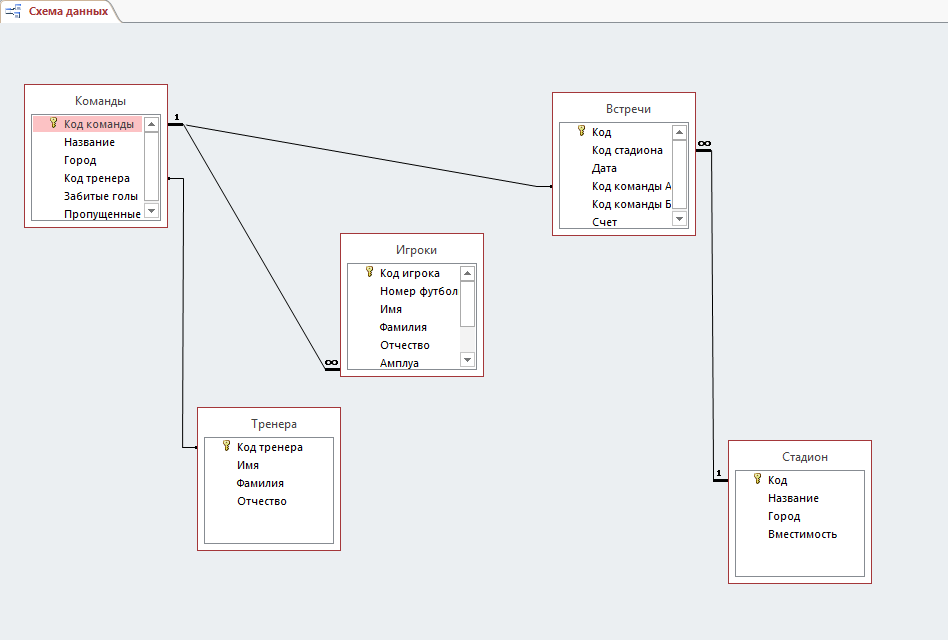 Схема данных
Команды
1
Код команды
Название
Город
Код тренера
Забитые голы
Пропущенные
Встречи
Код
Код стадиона
Дата
Код команды А
Код команды Б
Счет
∞
Игроки
Код игрока
Номер футбол
Имя
Фамилия
Отчество
Амплуа
∞
Тренера
Код тренера
Имя
Фамилия
Отчество
Стадион
1
Код
Название
Город
Вместимость